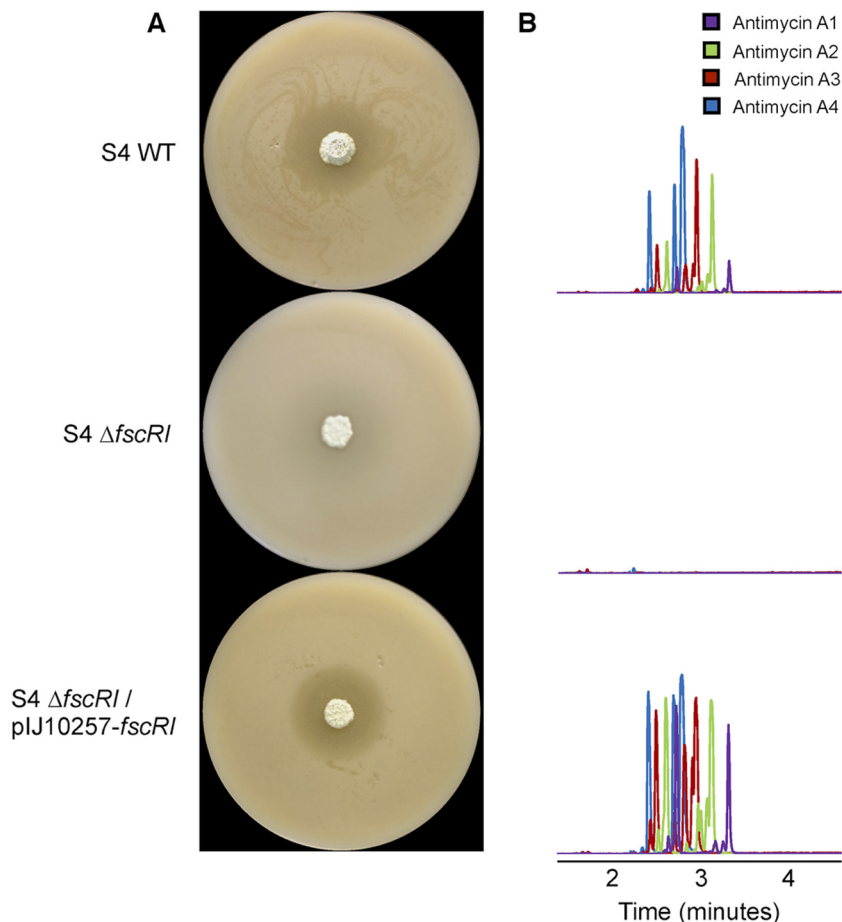 A
B
Antimycin A1
Antimycin A2
Antimycin A3
Antimycin A4
S4 WT
S4 ΔfscRI
S4 ΔfscRI /
pIJ10257-fscRI
2 3 4
Time (minutes)